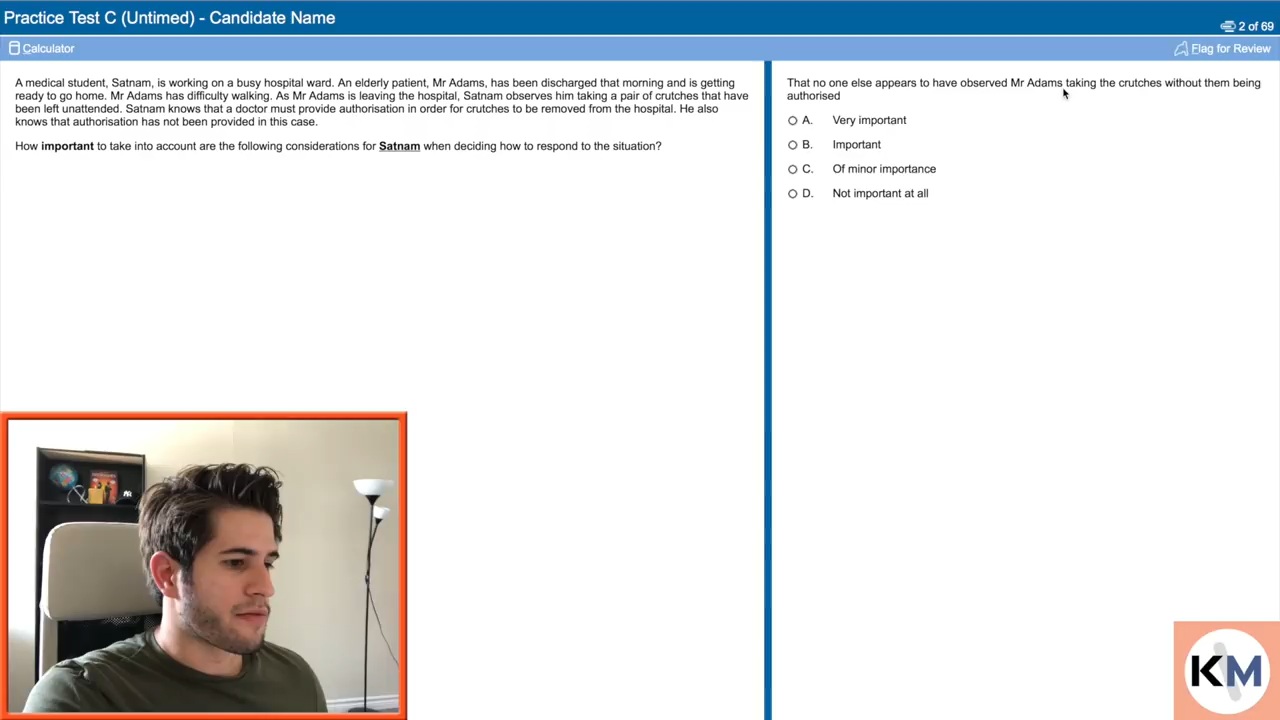 Practice Test C (Untimed) - Candidate Name
2 of 69
Calculator
Flag for Review
A medical student, Satnam, is working on a busy hospital ward. An elderly patient, Mr Adams, has been discharged that morning and is getting
ready to go home. Mr Adams has difficulty walking. As Mr Adams is leaving the hospital, Satnam observes him taking a pair of crutches that have
been left unattended. Satnam knows that a doctor must provide authorisation in order for crutches to be removed from the hospital. He also
knows that authorisation has not been provided in this case.
How important to take into account are the following considerations for Satnam when deciding how to respond to the situation?
That no one else appears to have observed Mr Adams taking the crutches without them being
authorised
A. Very important
B. Important
C. Of minor importance
D. Not important at all
KM